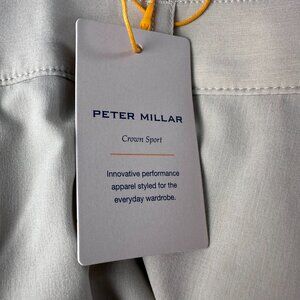 PETER MILLAR
Crown Sport
Innovative performance
apparel styled for the
everyday wardrobe.